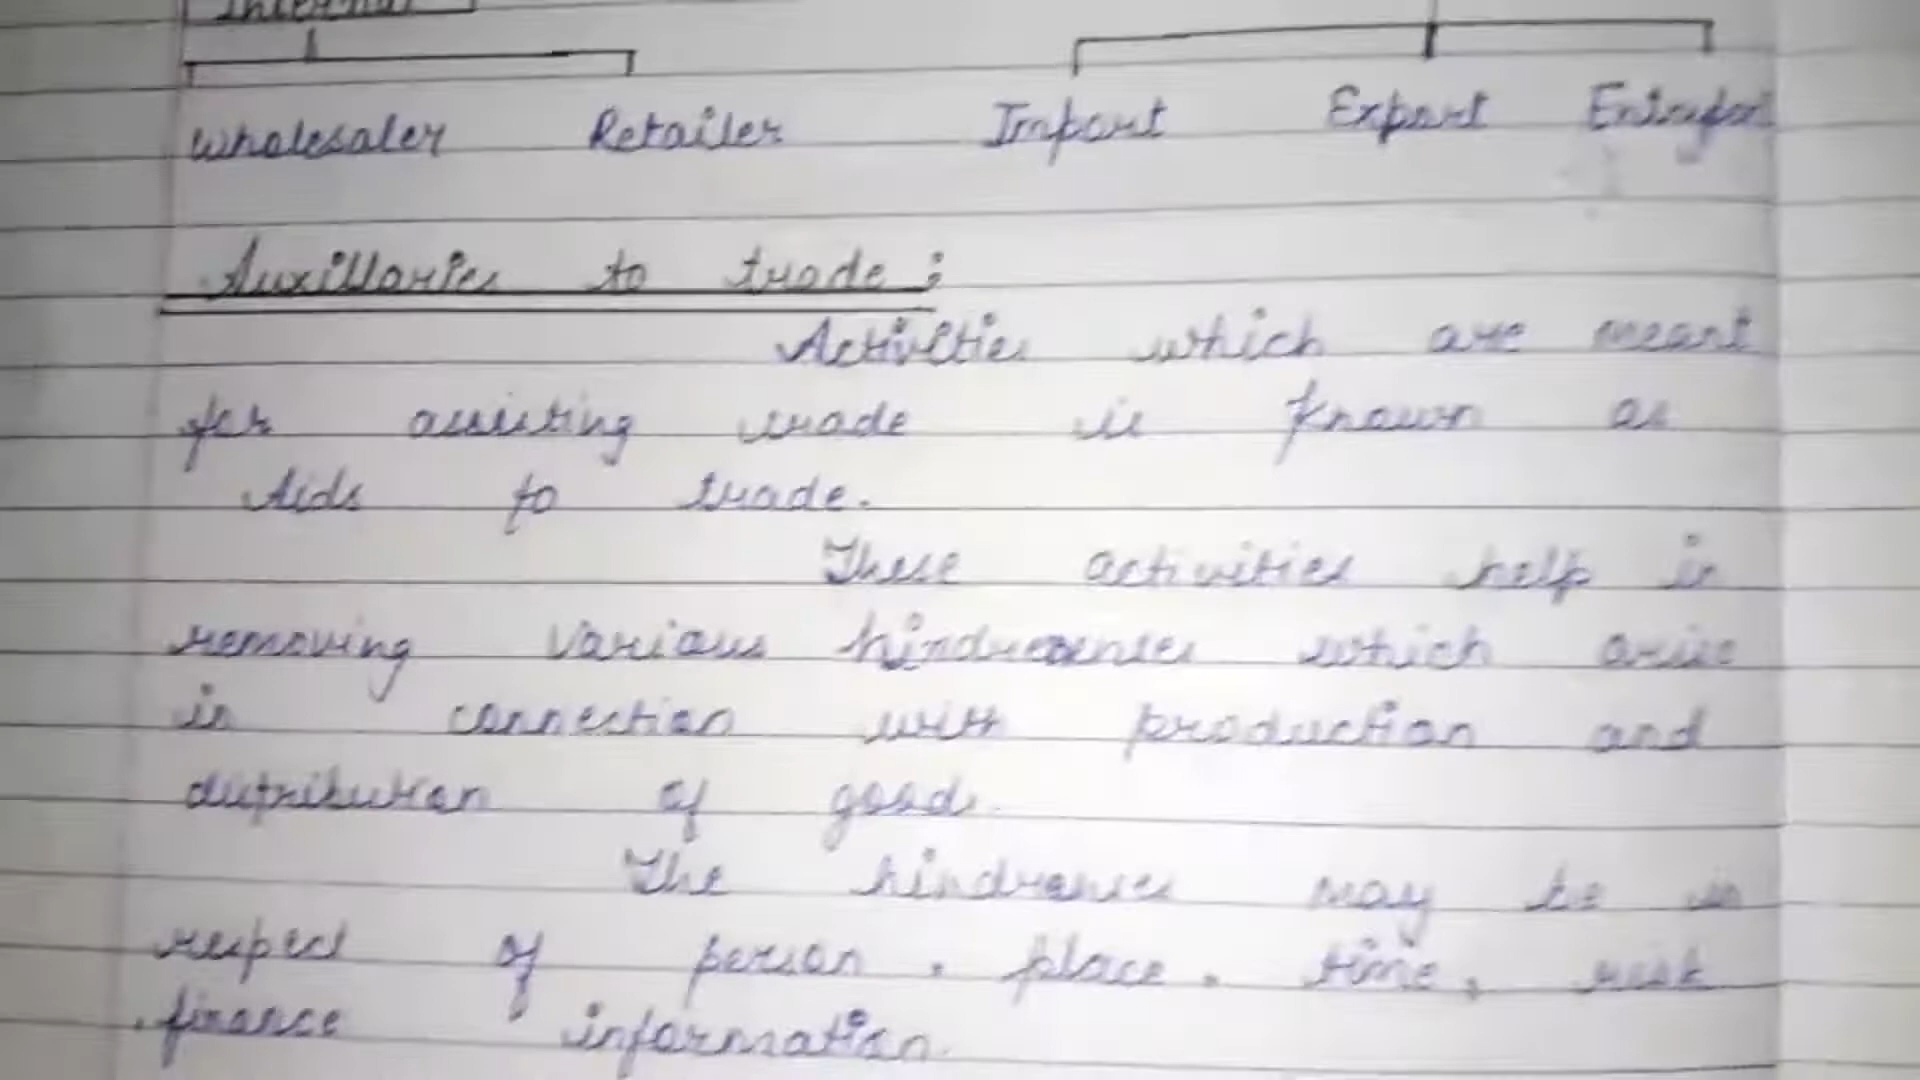 Internal
Wholesaler Retailer Import Export
Auxillaries to trade :
Activities which are meant
for assisting trade is known as
Aids to trade.
These activities help in
removing various which arise
in connection with production and
distribution of goods.
The hindrances may be in
respect of person, place, time, risk
, finance information.